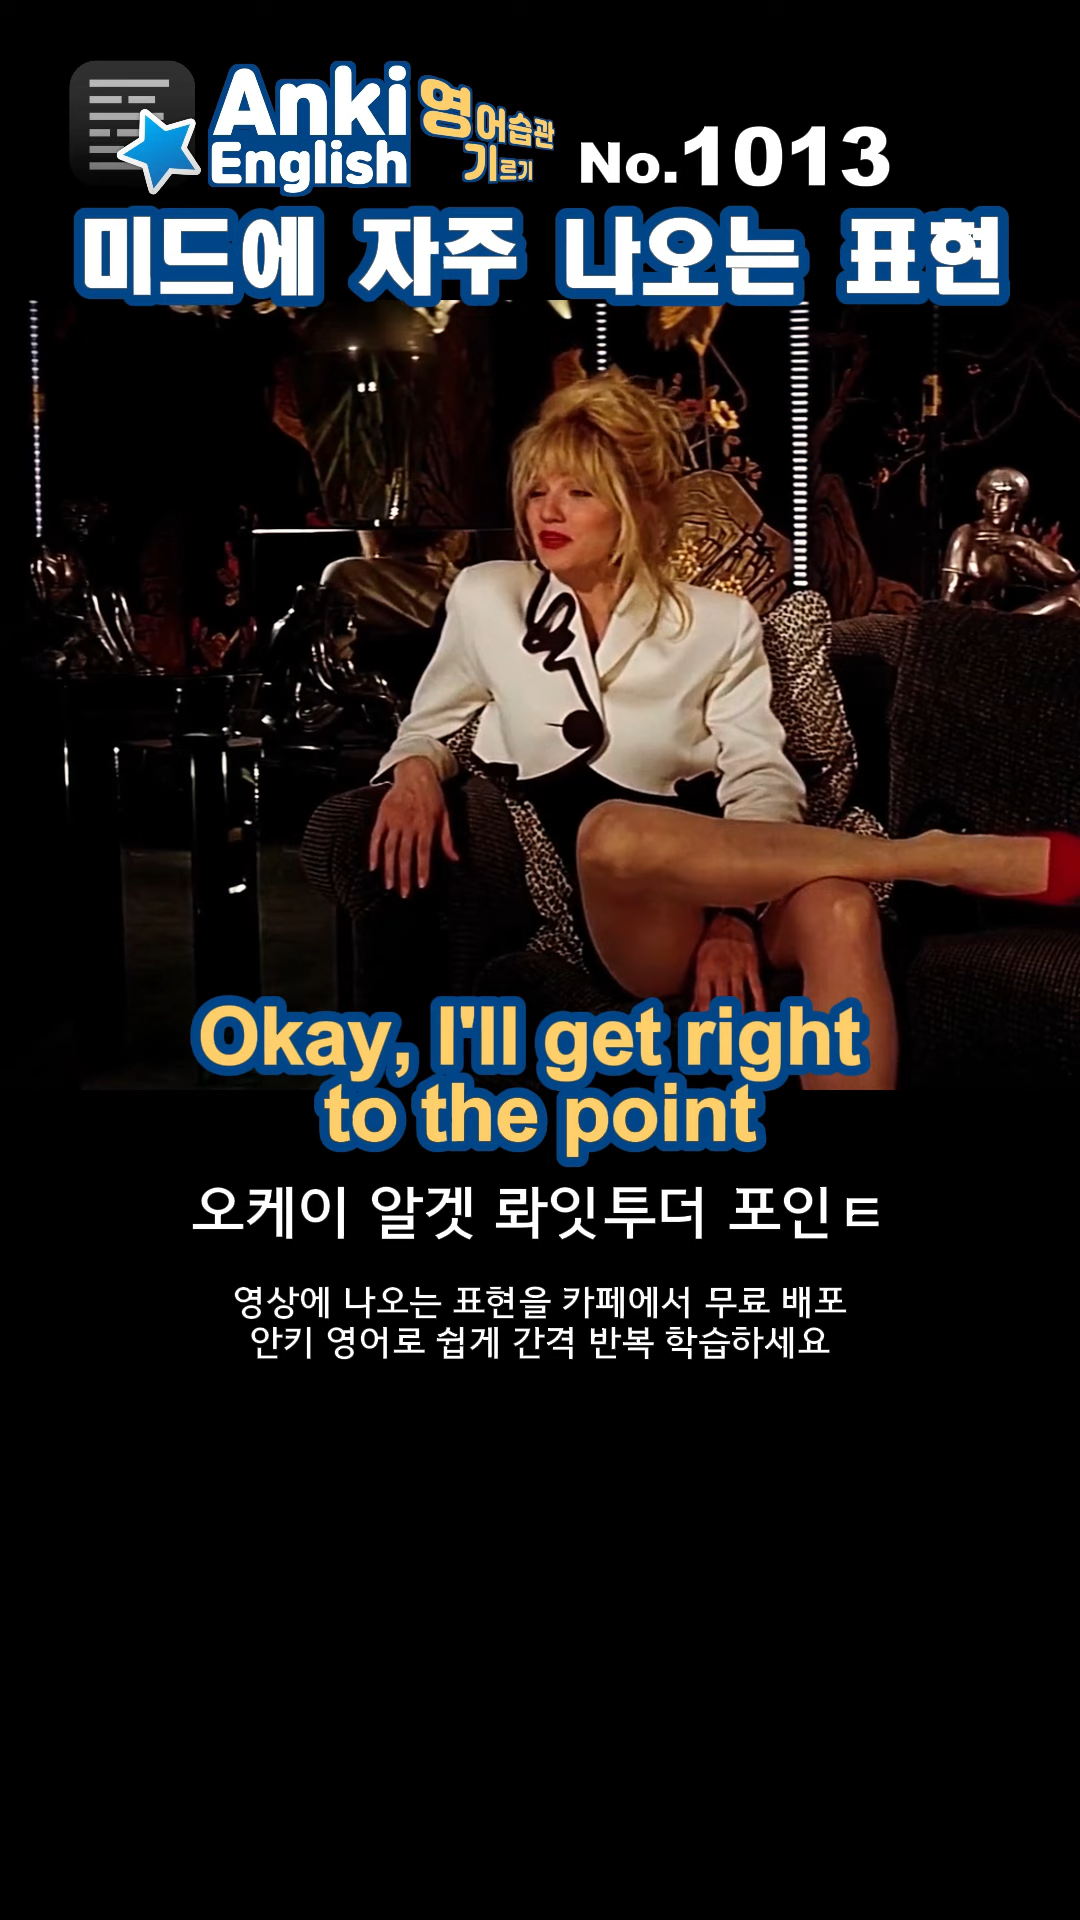 Anki
English
영어습관
기르기
No.1013
미드에 자주 나오는 표현
Okay, I'll get right
to the point
오케이 알겟 롸잇투더 포인ㅌ
영상에 나오는 표현을 카페에서 무료 배포
안키 영어로 쉽게 간격 반복 학습하세요